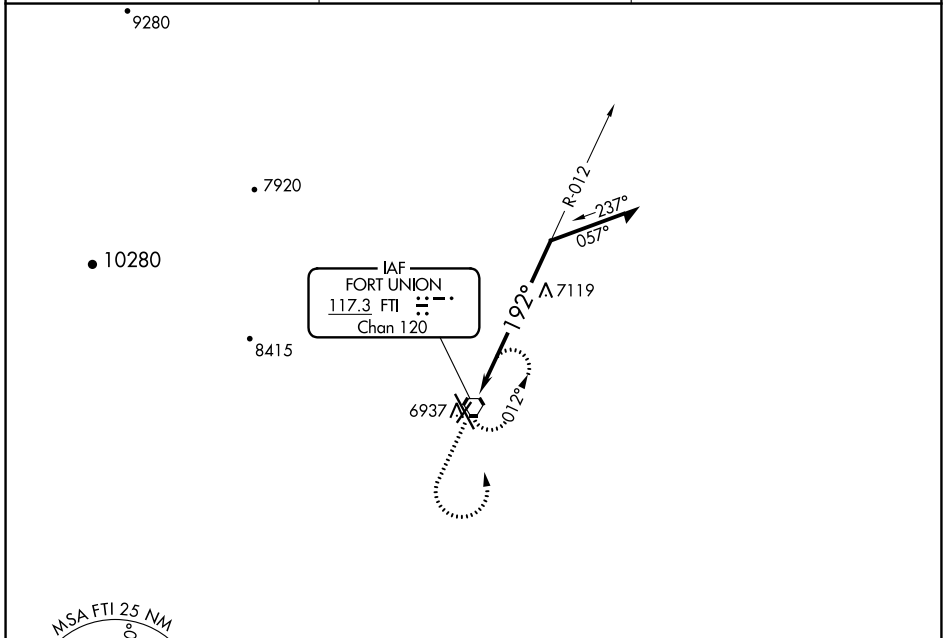 9280
7920
10280
R-012
237°
057°
IAF
FORT UNION
117.3 FTI
Chan 120
192°
7119
8415
6937
012°
MSA FTI 25 NM